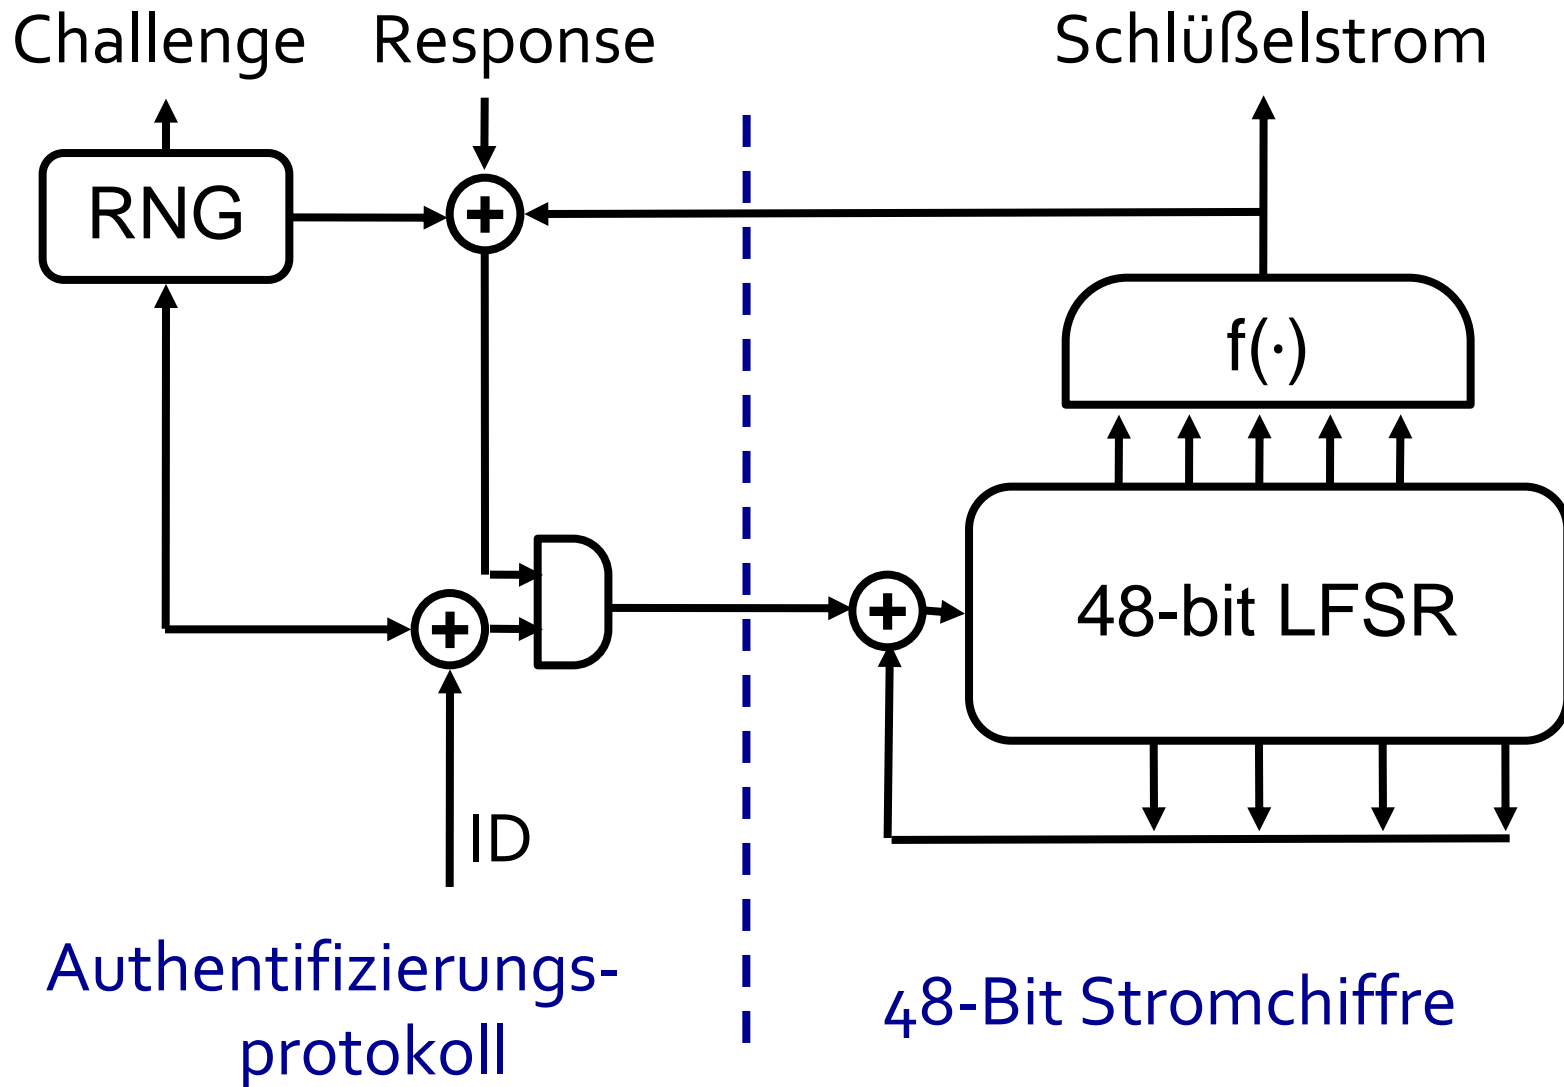 Challenge
Response
Schlüßelstrom
RNG
+
f(·)
48-bit LFSR
+
+
ID
Authentifizierungs-
protokoll
48-Bit Stromchiffre